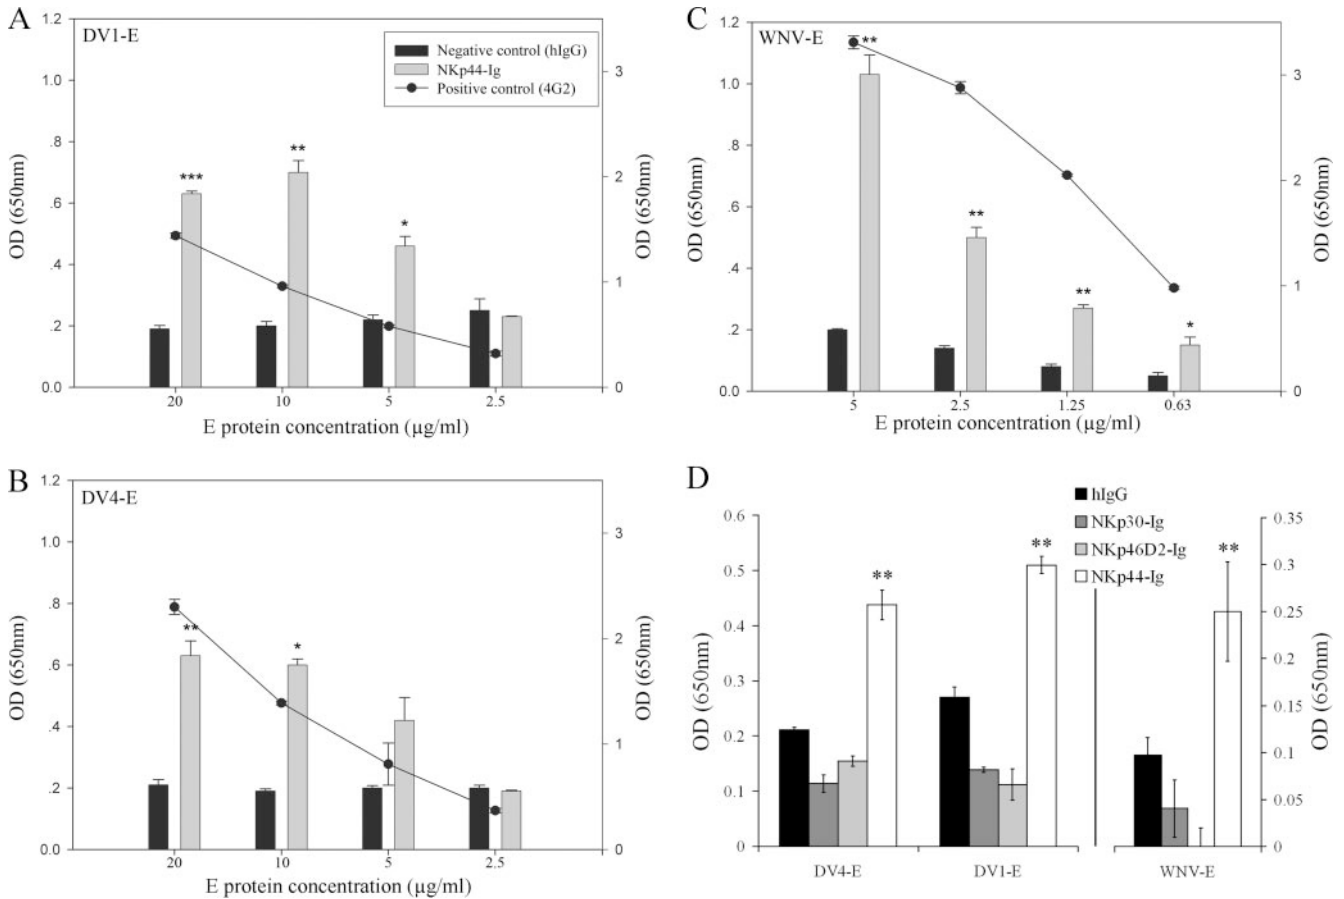 A
DV1-E
Negative control (hIgG)
NKp44-Ig
Positive control (4G2)
1.2
1.0
.8
.6
.4
.2
0.0
3
2
1
0
OD (650nm)
OD (650nm)
***
**
*
20 10 5 2.5
E protein concentration (µg/ml)
B
DV4-E
1.2
1.0
.8
.6
.4
.2
0.0
3
2
1
0
OD (650nm)
OD (650nm)
**
*
20 10 5 2.5
E protein concentration (µg/ml)
C
WNV-E
1.2
1.0
.8
.6
.4
.2
0.0
3
2
1
0
OD (650nm)
OD (650nm)
**
**
**
*
5 2.5 1.25 0.63
E protein concentration (µg/ml)
D
hIgG
NKp30-Ig
NKp46D2-Ig
NKp44-Ig
0.6
0.5
0.4
0.3
0.2
0.1
0
0.35
0.3
0.25
0.2
0.15
0.1
0.05
0
OD (650nm)
OD (650nm)
**
**
**
DV4-E DV1-E WNV-E